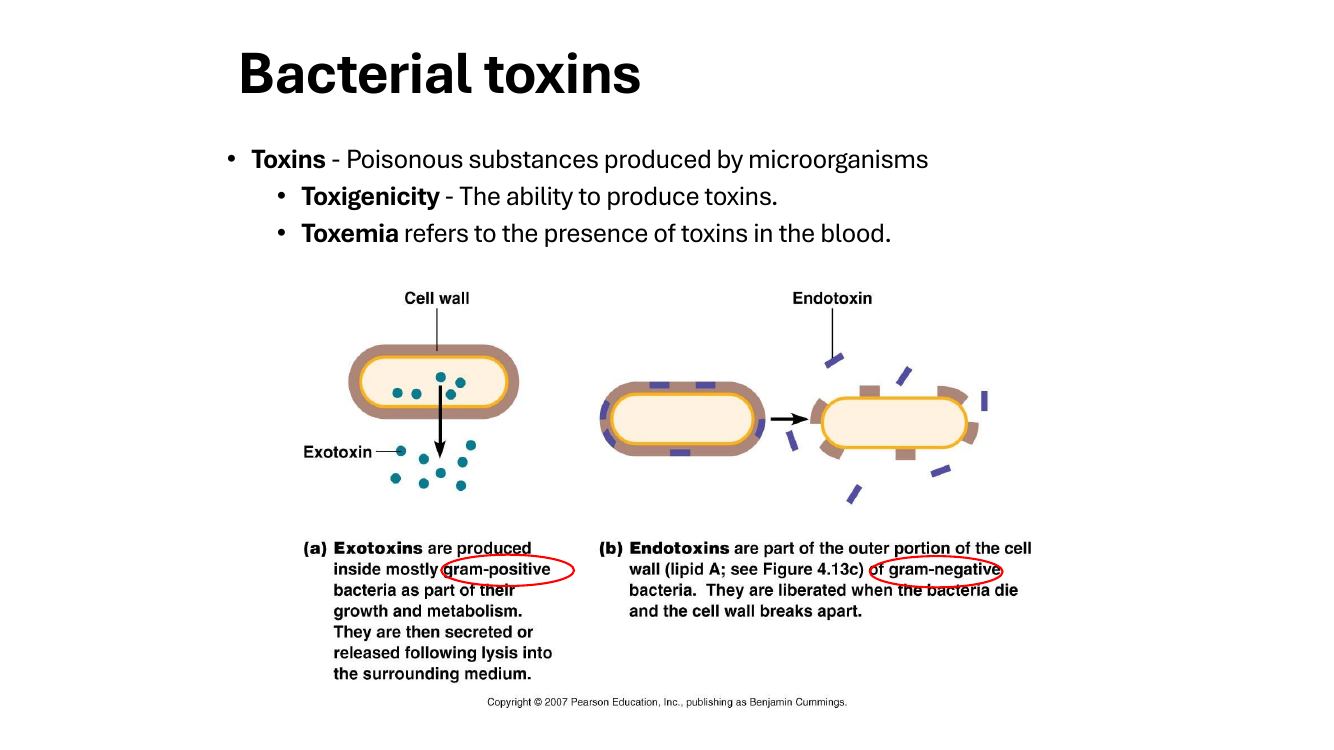 Bacterial toxins
• Toxins - Poisonous substances produced by microorganisms
• Toxigenicity - The ability to produce toxins.
• Toxemia refers to the presence of toxins in the blood.
Cell wall
Exotoxin
(a) Exotoxins are produced
inside mostly gram-positive
bacteria as part of their
growth and metabolism.
They are then secreted or
released following lysis into
the surrounding medium.
Endotoxin
(b) Endotoxins are part of the outer portion of the cell
wall (lipid A; see Figure 4.13c) of gram-negative
bacteria. They are liberated when the bacteria die
and the cell wall breaks apart.
Copyright © 2007 Pearson Education, Inc., publishing as Benjamin Cummings.